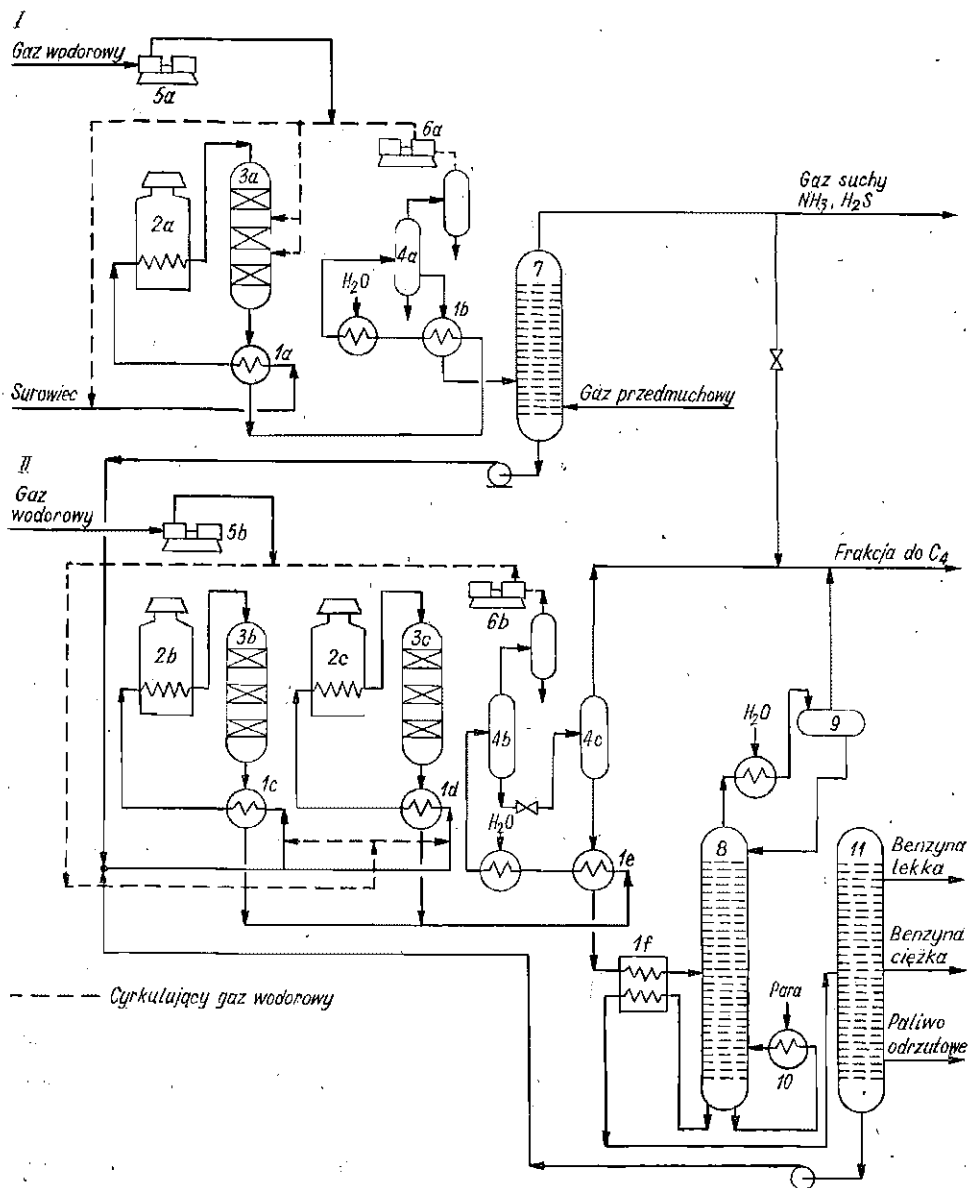 I
Gaz wodorowy
5a
6a
3a
2a
4a
H₂O
1b
1a
Surowiec
7
Gaz suchy
NH₃, H₂S
Gaz przedmuchowy
II
Gaz
wodorowy
5b
Frakcja do C₄
6b
3b
2b
3c
2c
4b
4c
H₂O
9
1c
1d
H₂O
1e
8
11
Benzyna
lekka
Benzyna
ciężka
1f
Para
Paliwo
odrzutowe
10
Cyrkulujący gaz wodorowy